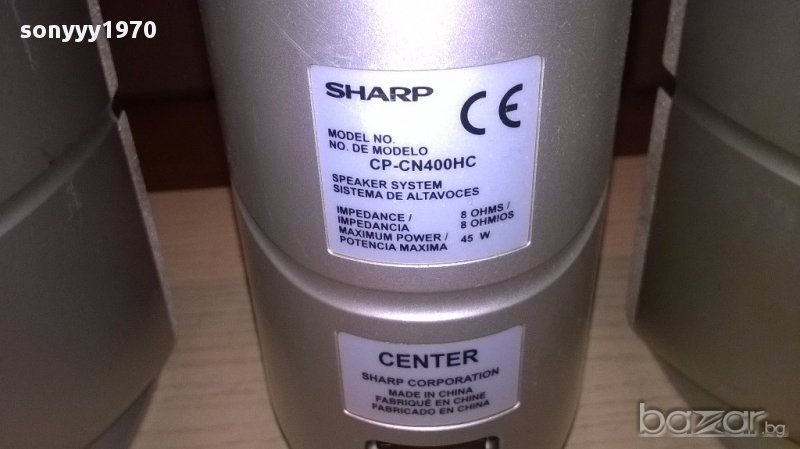 sonyyy1970
SHARP CE
MODEL NO.
NO. DE MODELO
CP-CN400HC
SPEAKER SYSTEM
SISTEMA DE ALTAVOCES
IMPEDANCE / 8 OHMS /
IMPEDANCIA 8 OHMIOS
MAXIMUM POWER / 45 W
POTENCIA MAXIMA
CENTER
SHARP CORPORATION
MADE IN CHINA
FABRIQUÉ EN CHINE
FABRICADO EN CHINA
bazar.bg